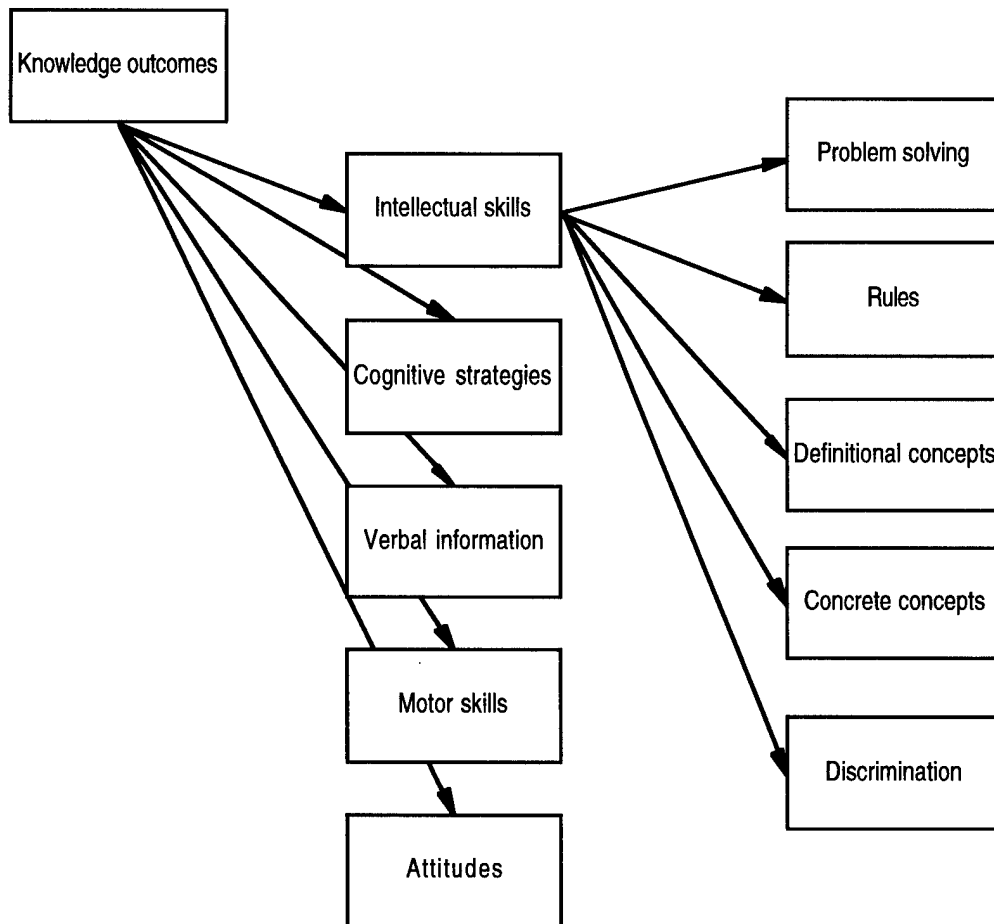 Knowledge outcomes
Intellectual skills
Cognitive strategies
Verbal information
Motor skills
Attitudes
Problem solving
Rules
Definitional concepts
Concrete concepts
Discrimination